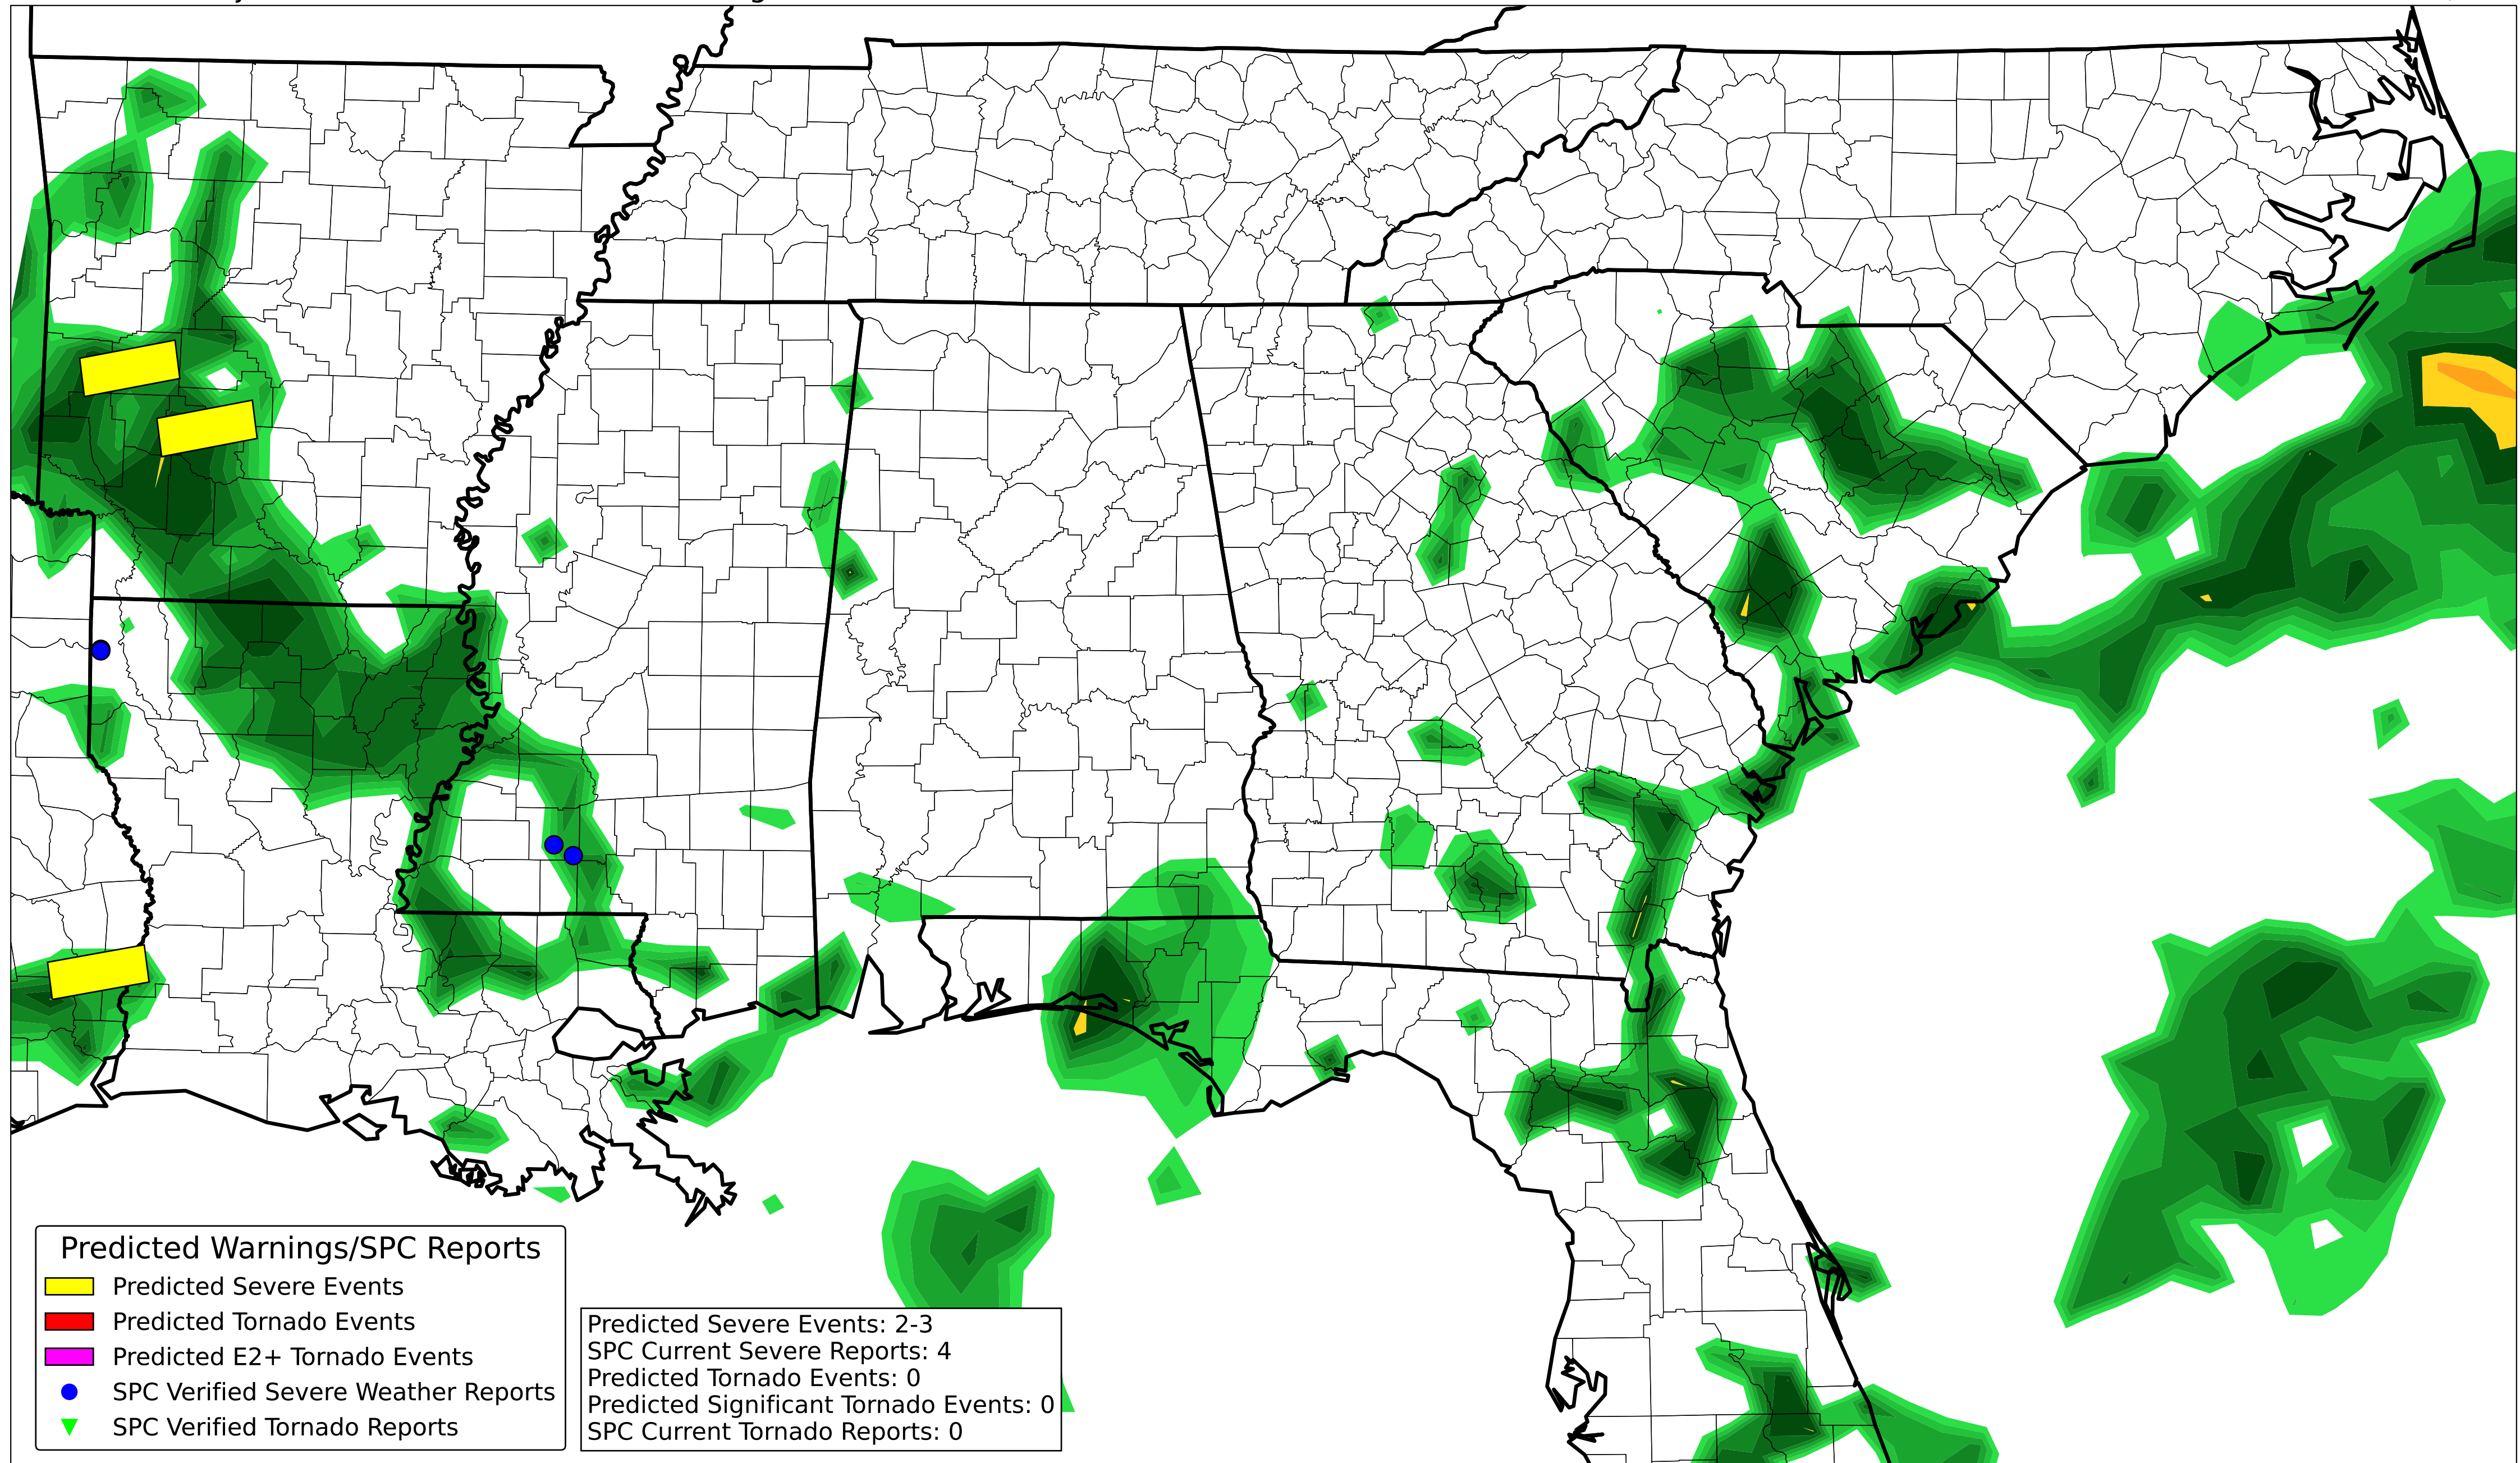 Predicted Warnings/SPC Reports
Predicted Severe Events
Predicted Tornado Events
Predicted E2+ Tornado Events
SPC Verified Severe Weather Reports
SPC Verified Tornado Reports
Predicted Severe Events: 2-3
SPC Current Severe Reports: 4
Predicted Tornado Events: 0
Predicted Significant Tornado Events: 0
SPC Current Tornado Reports: 0